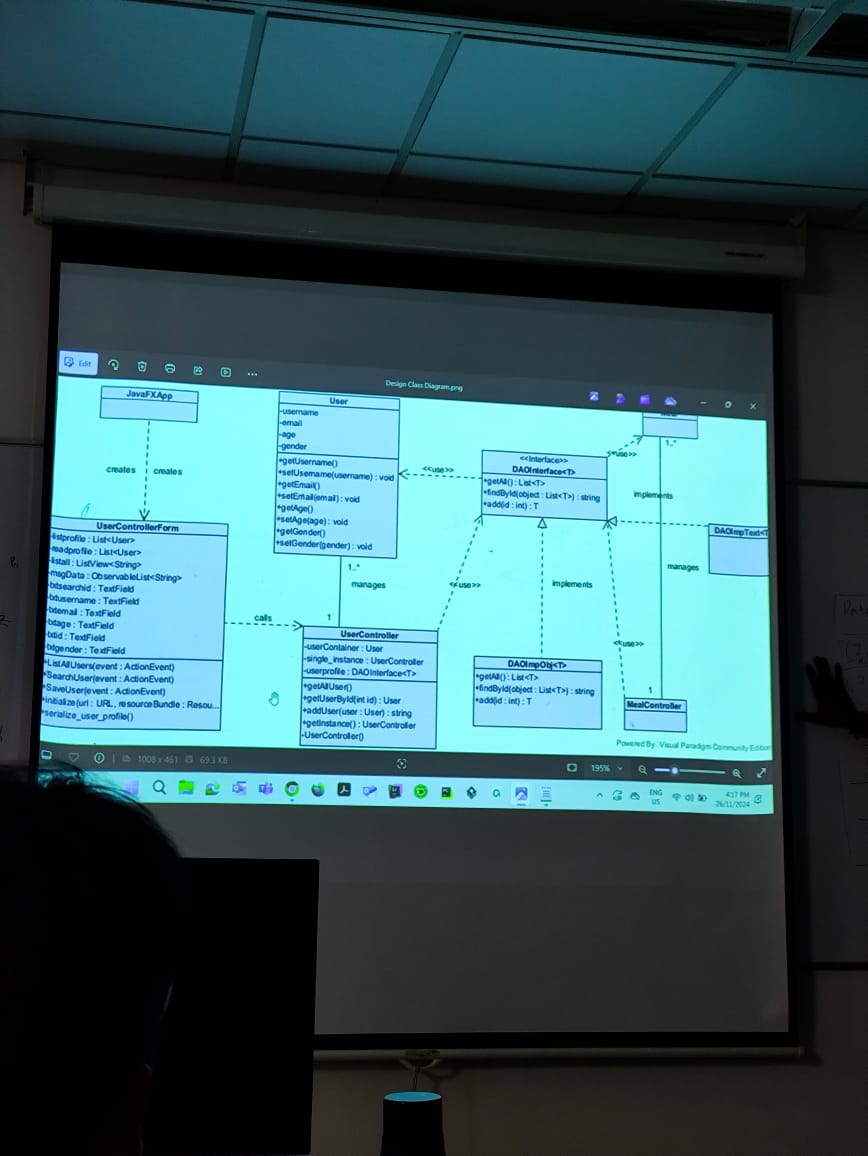 Edit
Design Class Diagram.png
JavaFXApp
creates
creates
UserControllerForm
-listprofile : List<User>
-readprofile : List<User>
-listall : ListView<String>
-msgData : ObservableList<String>
-txtsearchid : TextField
-txtusername : TextField
-txtemail : TextField
-txtage : TextField
-txtid : TextField
-txtgender : TextField
+ListAllUsers(event : ActionEvent)
+SearchUser(event : ActionEvent)
+SaveUser(event : ActionEvent)
+initialize(url : URL, resourceBundle : Resou...
+serialize_user_profile()
calls
User
-username
-email
-age
-gender
+getUsername()
+setUsername(username) : void
+getEmail()
+setEmail(email) : void
+getAge()
+setAge(age) : void
+getGender()
+setGender(gender) : void
1..*
manages
1
UserController
-userContainer : User
-single_instance : UserController
-userprofile : DAOInterface<T>
+getAllUser()
+getUserById(int id) : User
+addUser(user : User) : string
+getInstance() : UserController
-UserController()
<<use>>
<<Interface>>
DAOInterface<T>
+getAll() : List<T>
+findById(object : List<T>) : string
+add(id : int) : T
<<use>>
<<use>>
1..*
implements
DAOImpText<T
manages
implements
<<use>>
DAOImpObj<T>
+getAll() : List<T>
+findById(object : List<T>) : string
+add(id : int) : T
1
MealController
Powered By : Visual Paradigm Community Edition
1008 x 461
69.3 KB
195%
ENG
US
4:17 PM
26/11/2024